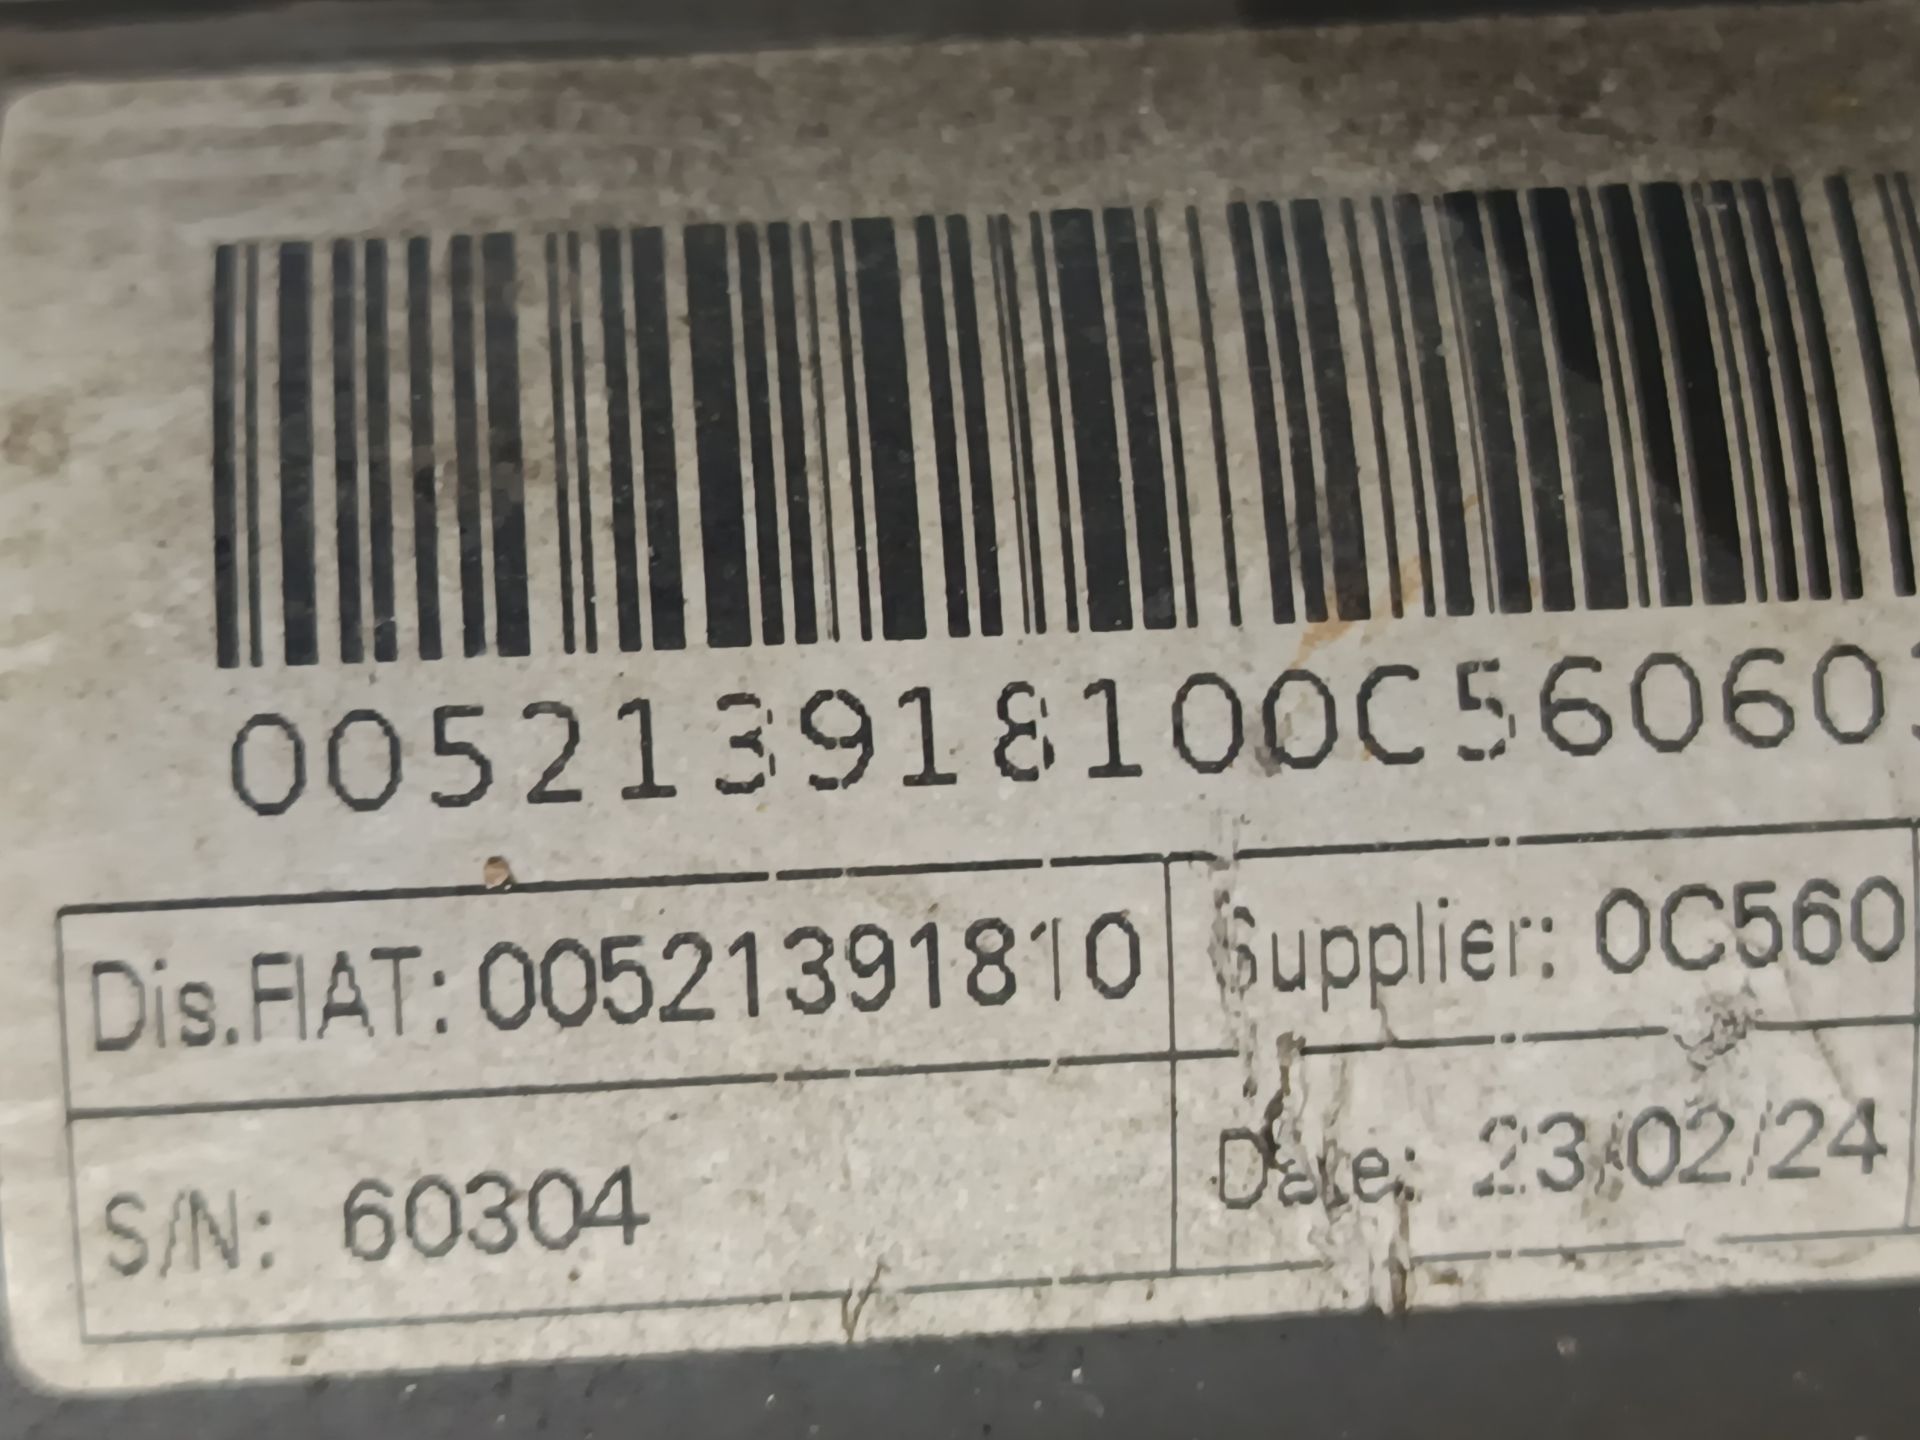 005213918100C56060
Dis.FIAT: 00521391810 Supplier: 0C560
S/N: 60304 Date: 23/02/24